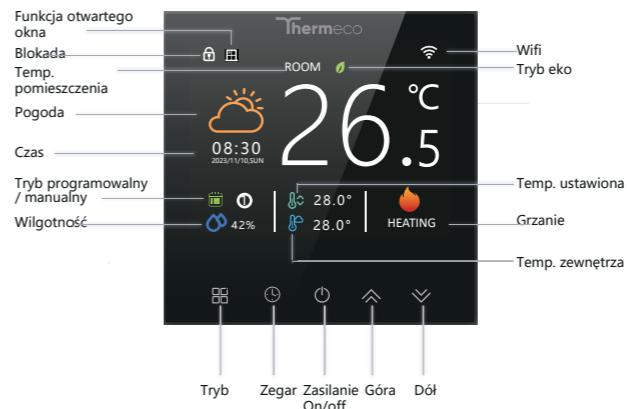 Funkcja otwartego
okna
Blokada
Temp.
pomieszczenia
Pogoda
Czas
Tryb programowalny
/ manualny
Wilgotność
Thermeco
ROOM
26.5
°C
08:30
2023/11/10,SUN
28.0°
42%
28.0°
HEATING
Wifi
Tryb eko
Temp. ustawiona
Grzanie
Temp. zewnętrza
Tryb
Zegar
Zasilanie
On/off
Góra
Dół